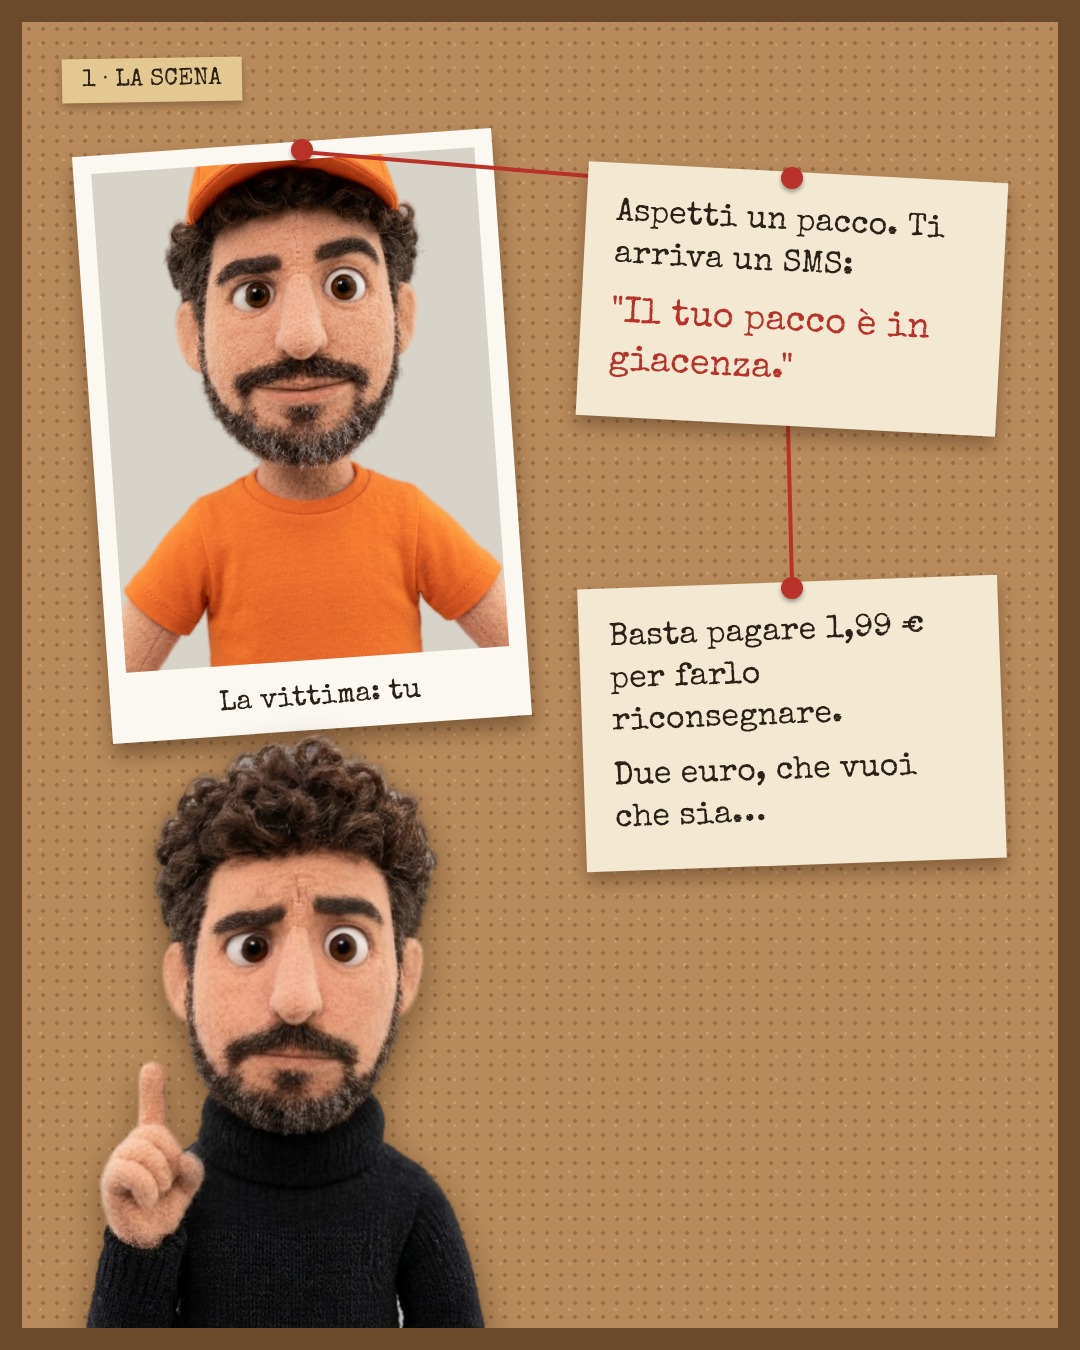 1 · LA SCENA
La vittima: tu
Aspetti un pacco. Ti
arriva un SMS:
"Il tuo pacco è in
giacenza."
Basta pagare 1,99 €
per farlo
riconsegnare.
Due euro, che vuoi
che sia...